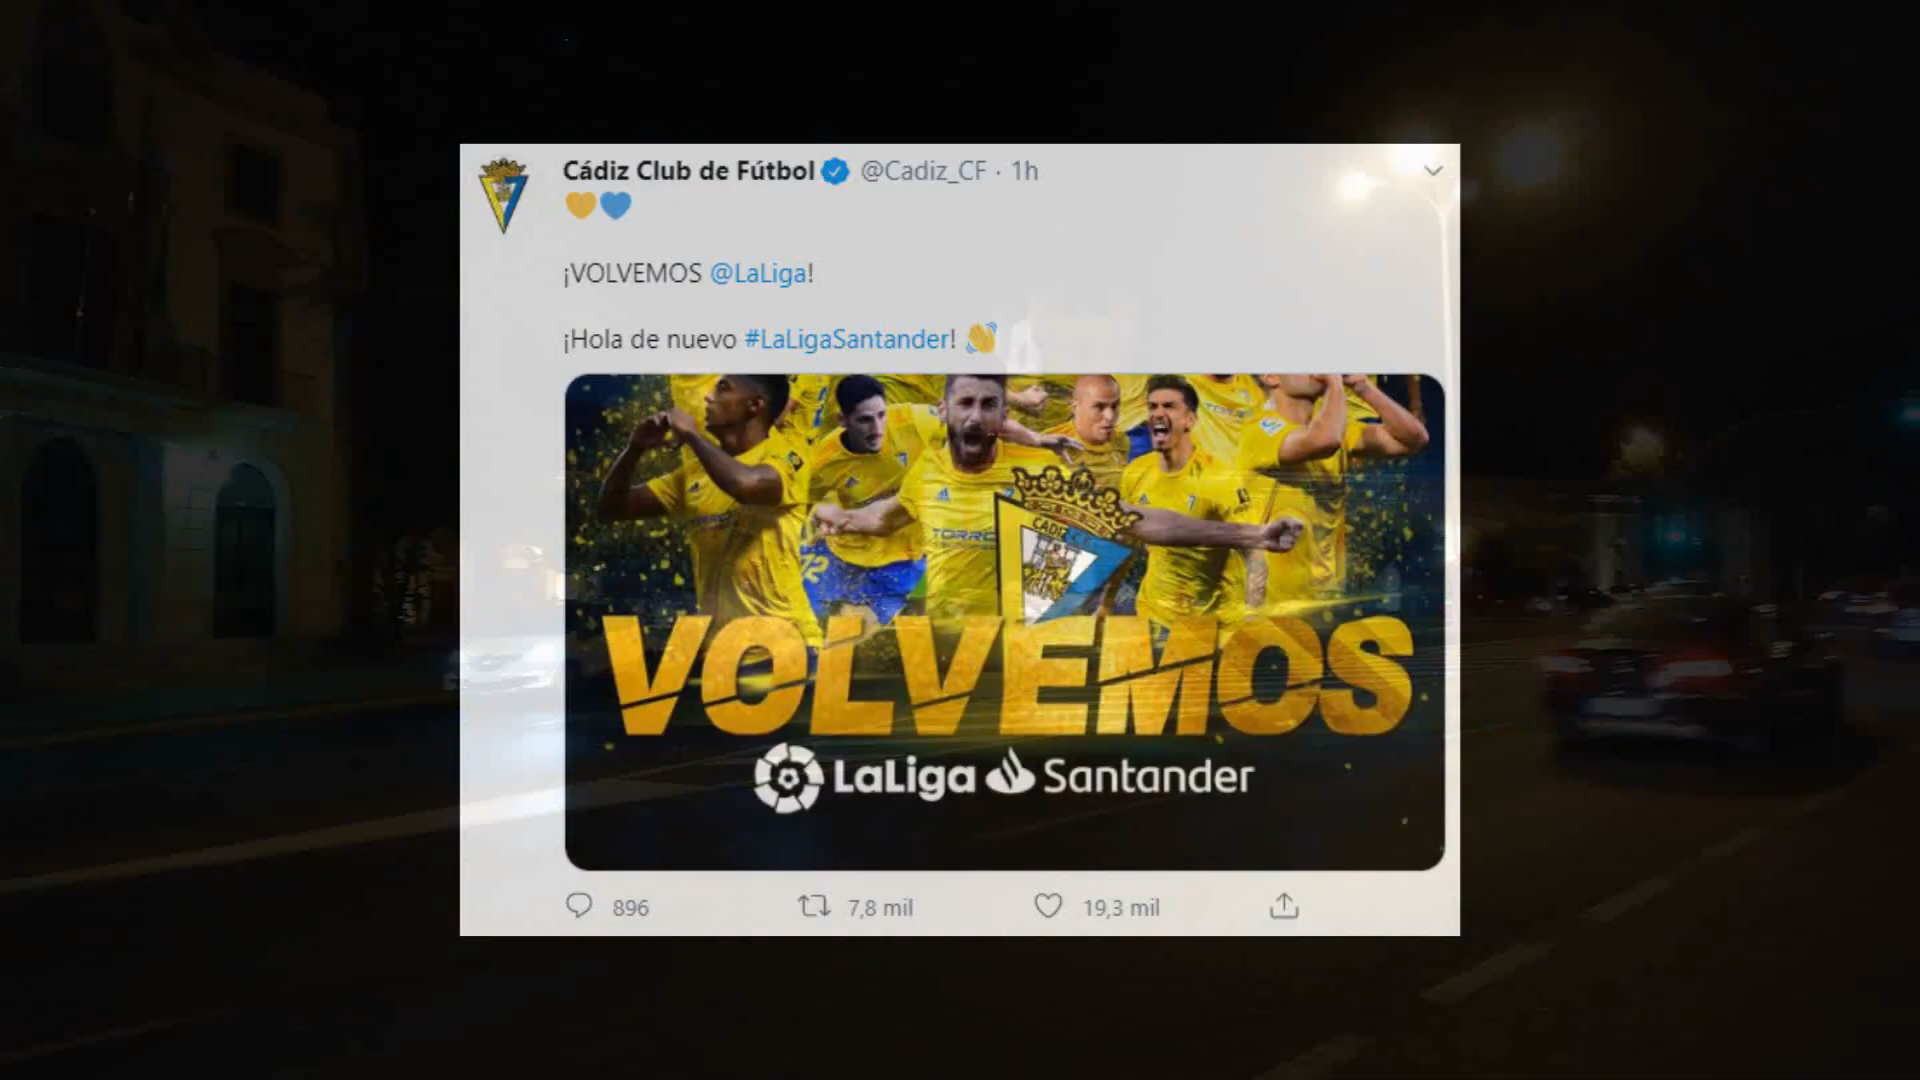 Cádiz Club de Fútbol @Cadiz_CF · 1h
¡VOLVEMOS @LaLiga!
¡Hola de nuevo #LaLigaSantander!
CADIZ C.F.
VOLVEMOS
LaLiga Santander
896 7,8 mil 19,3 mil